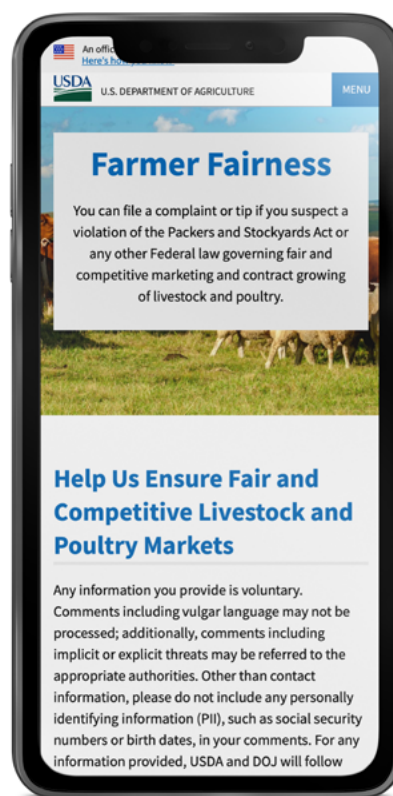 An offic
Here's how you know
USDA
U.S. DEPARTMENT OF AGRICULTURE
MENU
Farmer Fairness
You can file a complaint or tip if you suspect a
violation of the Packers and Stockyards Act or
any other Federal law governing fair and
competitive marketing and contract growing
of livestock and poultry.
Help Us Ensure Fair and
Competitive Livestock and
Poultry Markets
Any information you provide is voluntary.
Comments including vulgar language may not be
processed; additionally, comments including
implicit or explicit threats may be referred to the
appropriate authorities. Other than contact
information, please do not include any personally
identifying information (PII), such as social security
numbers or birth dates, in your comments. For any
information provided, USDA and DOJ will follow